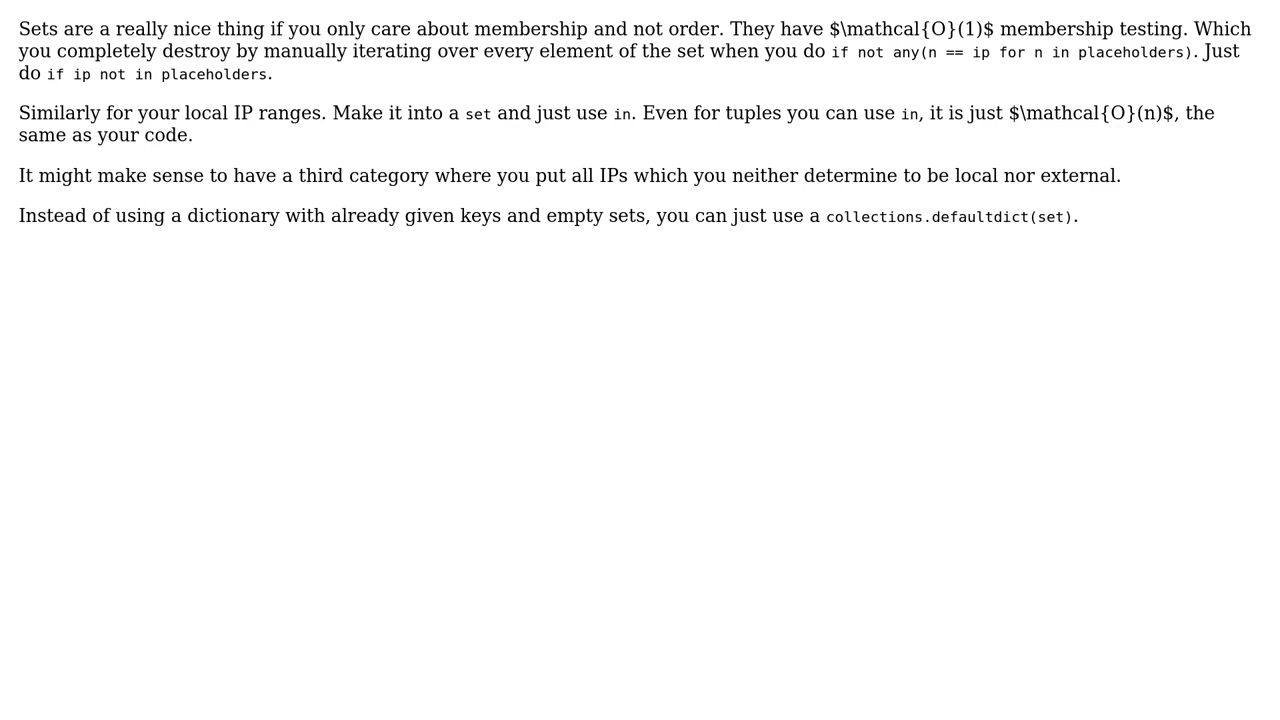 Sets are a really nice thing if you only care about membership and not order. They have $\mathcal{O}(1)$ membership testing. Which
you completely destroy by manually iterating over every element of the set when you do if not any(n == ip for n in placeholders). Just
do if ip not in placeholders.
Similarly for your local IP ranges. Make it into a set and just use in. Even for tuples you can use in, it is just $\mathcal{O}(n)$, the
same as your code.
It might make sense to have a third category where you put all IPs which you neither determine to be local nor external.
Instead of using a dictionary with already given keys and empty sets, you can just use a collections.defaultdict(set).